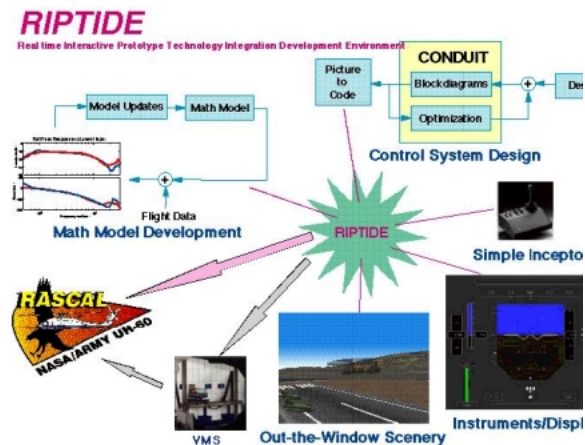 RIPTIDE
Real time Interactive Prototype Technology Integration Development Environment
Picture
to
Code
CONDUIT
Blockdiagrams
Optimization
Control System Design
Model Updates
Math Model
Flight Data
Math Model Development
RIPTIDE
Simple Incepto
RASCAL
NASA/ARMY UH-60
VMS
Out-the-Window Scenery
Instruments/Displ